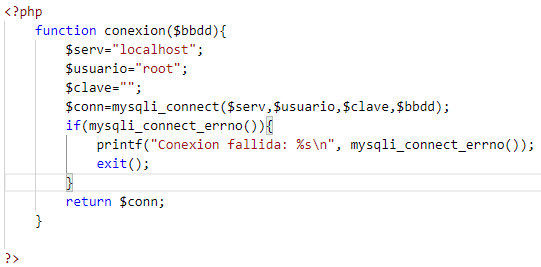 <?php
function conexion($bbdd){
$serv="localhost";
$usuario="root";
$clave="";
$conn=mysqli_connect($serv,$usuario,$clave,$bbdd);
if(mysqli_connect_errno()){
printf("Conexion fallida: %s\n", mysqli_connect_errno());
exit();
}
return $conn;
}
?>